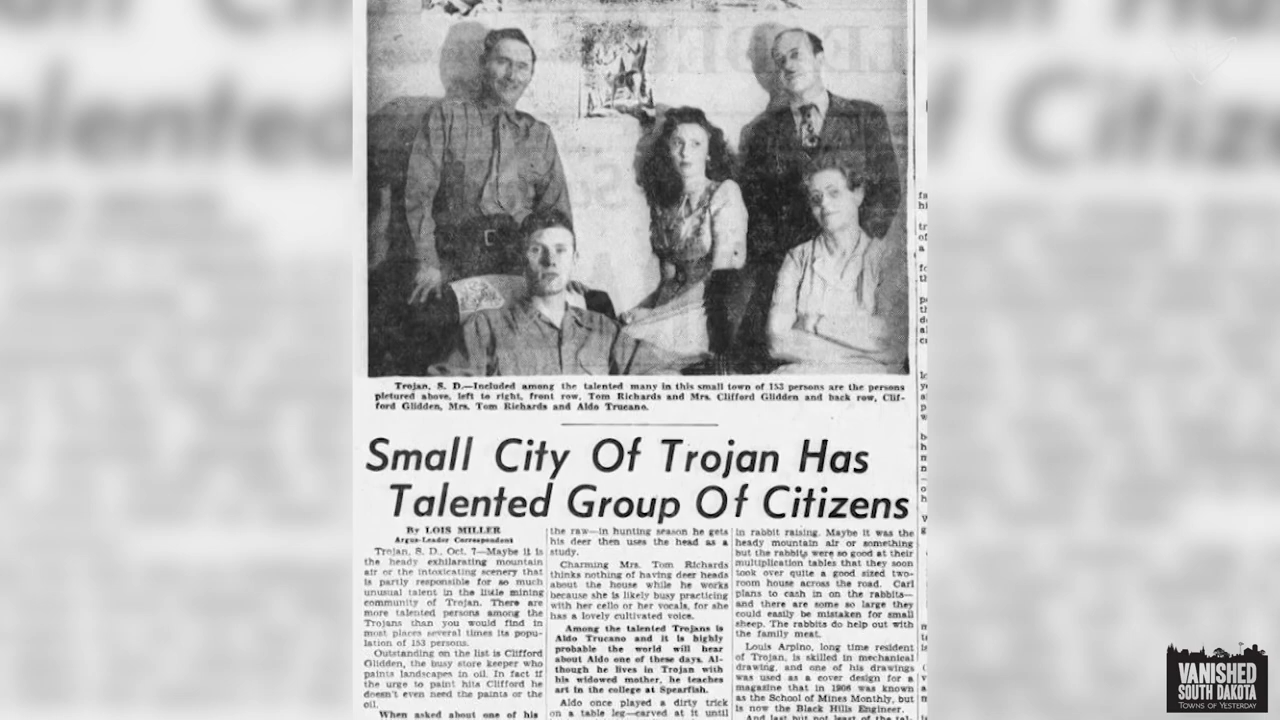 Trojan, S. D.—Included among the talented many in this small town of 153 persons are the persons
pictured above, left to right, front row, Tom Richards and Mrs. Clifford Glidden and back row, Clif-
ford Glidden, Mrs. Tom Richards and Aldo Trucano.
Small City Of Trojan Has
Talented Group Of Citizens
By LOIS MILLER
Argus-Leader Correspondent
Trojan, S. D., Oct. 7—Maybe it is
the heady exhilarating mountain
air or the intoxicating scenery that
is partly responsible for so much
unusual talent in the little mining
community of Trojan. There are
more talented persons among the
Trojans than you would find in
most places several times its popu-
lation of 153 persons.
Outstanding on the list is Clifford
Glidden, the busy store keeper who
paints landscapes in oil. In fact if
the urge to paint hits Clifford he
doesn't even need the paints or the
oil.
When asked about one of his
the raw—in hunting season he gets
his deer then uses the head as a
study.
Charming Mrs. Tom Richards
thinks nothing of having deer heads
about the house while he works
because she is likely busy practicing
with her cello or her vocals, for she
has a lovely cultivated voice.
Among the talented Trojans is
Aldo Trucano and it is highly
probable the world will hear
about Aldo one of these days. Al-
though he lives in Trojan with
his widowed mother, he teaches
art in the college at Spearfish.
Aldo once played a dirty trick
on a table leg—carved at it until
in rabbit raising. Maybe it was the
heady mountain air or something
but the rabbits were so good at their
multiplication tables that they soon
took over quite a good sized two-
room house across the road. Carl
plans to cash in on the rabbits—
and there are some so large they
could easily be mistaken for small
sheep. The rabbits do help out with
the family meat.
Louis Arpino, long time resident
of Trojan, is skilled in mechanical
drawing, and one of his drawings
was used as a cover design for a
magazine that in 1906 was known
as the School of Mines Monthly, but
is now the Black Hills Engineer.
And last but not least of the tal-
VANISHED
SOUTH DAKOTA
TOWNS OF YESTERDAY